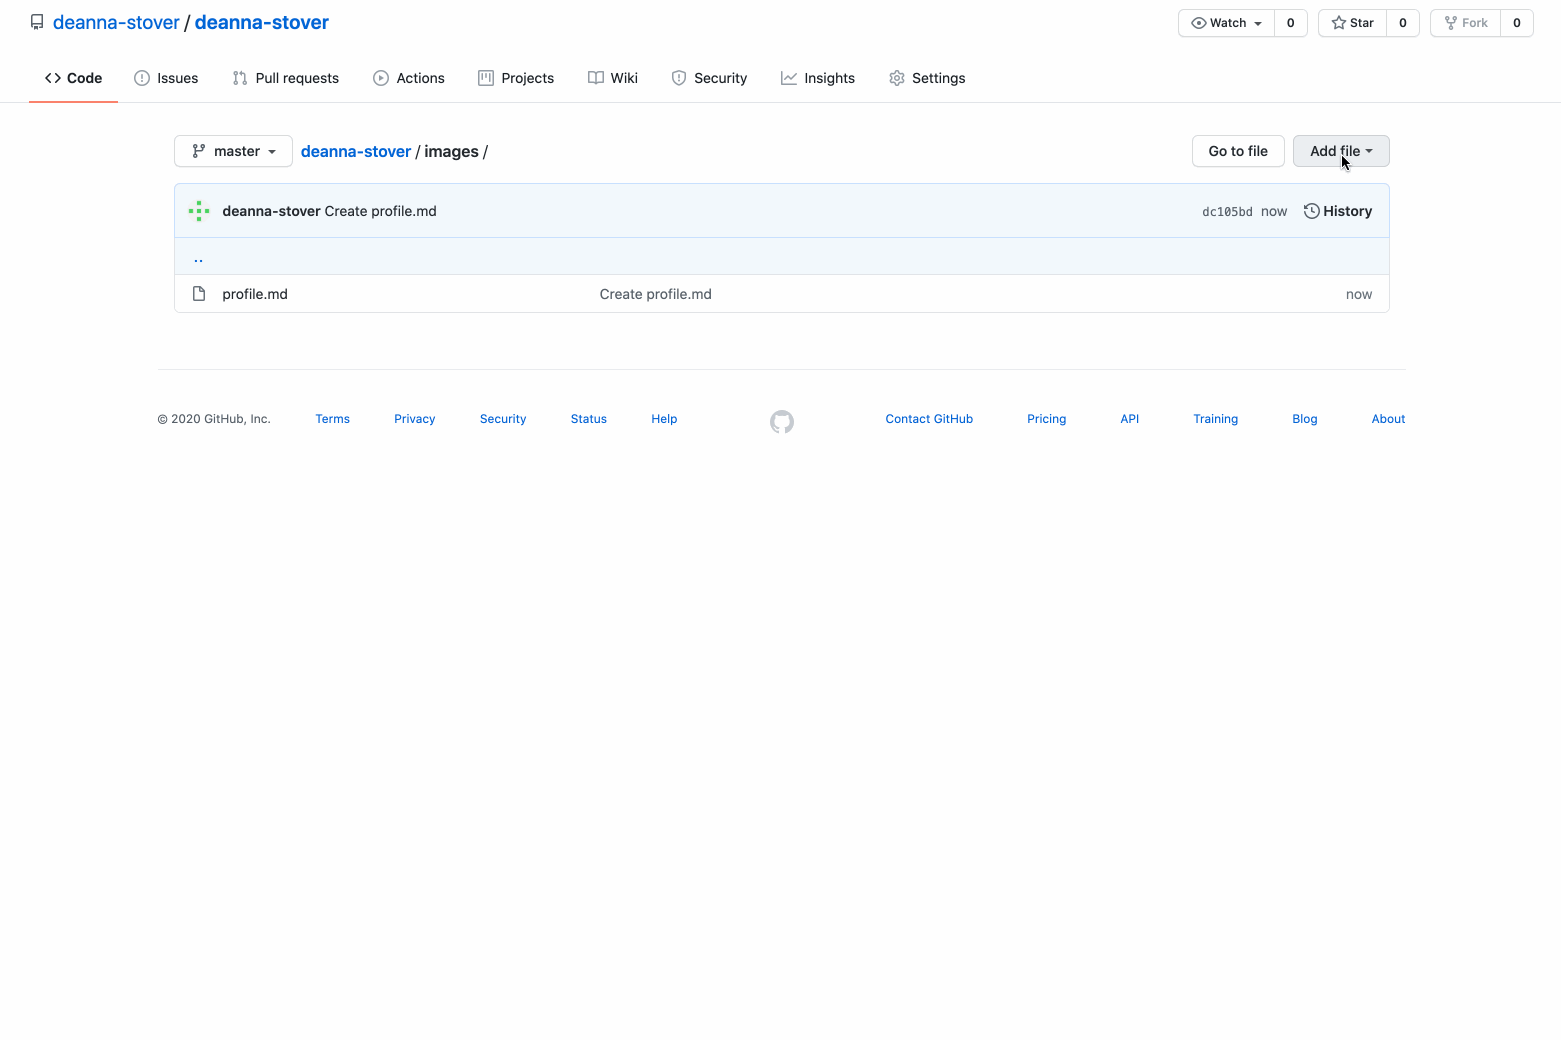 deanna-stover / deanna-stover
Watch 0 Star 0 Fork 0
Code Issues Pull requests Actions Projects Wiki Security Insights Settings
master deanna-stover / images / Go to file Add file
deanna-stover Create profile.md dc105bd now History
..
profile.md Create profile.md now
© 2020 GitHub, Inc. Terms Privacy Security Status Help Contact GitHub Pricing API Training Blog About